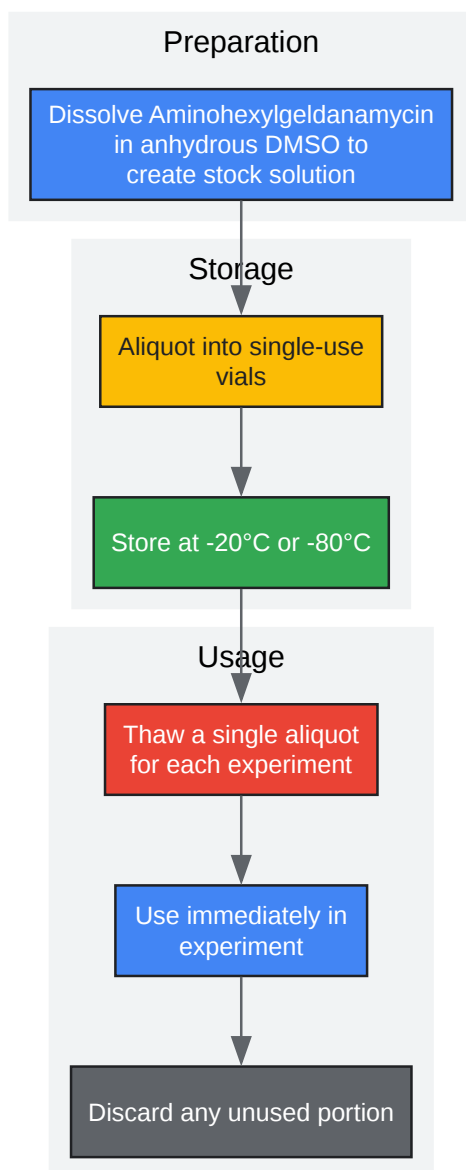 Preparation
Dissolve Aminohexylgeldanamycin
in anhydrous DMSO to
create stock solution
Storage
Aliquot into single-use
vials
Store at -20°C or -80°C
Usage
Thaw a single aliquot
for each experiment
Use immediately in
experiment
Discard any unused portion